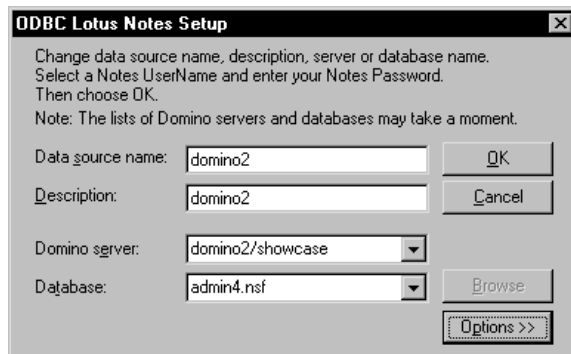 ODBC Lotus Notes Setup
Change data source name, description, server or database name.
Select a Notes UserName and enter your Notes Password.
Then choose OK.
Note: The lists of Domino servers and databases may take a moment.
Data source name: domino2 OK
Description: domino2 Cancel
Domino server: domino2/showcase
Database: admin4.nsf Browse
Options >>